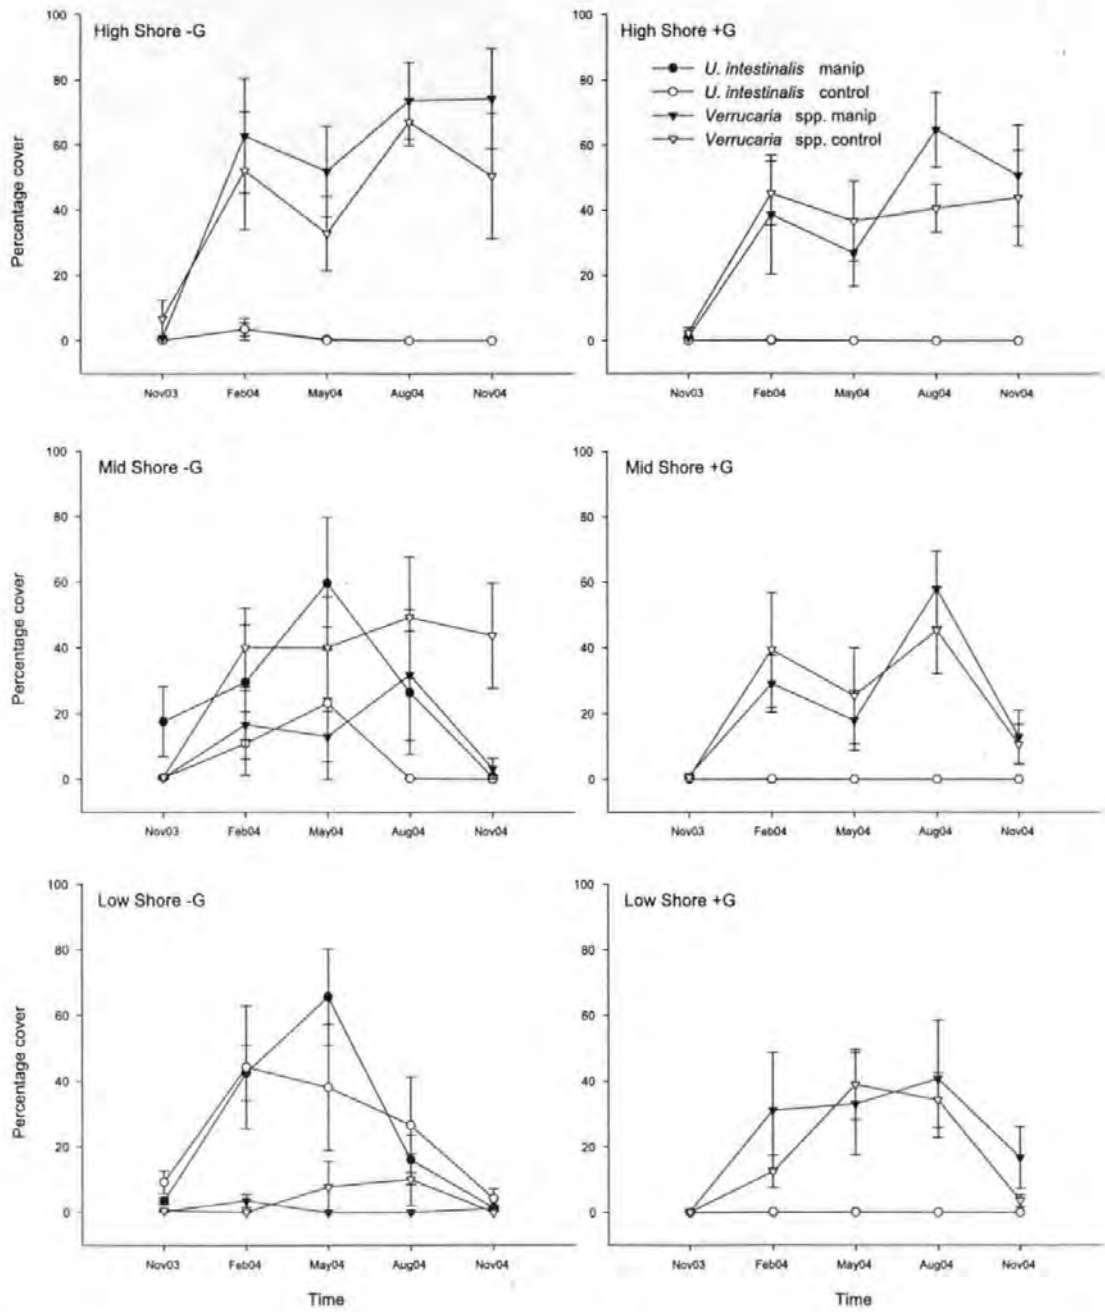 High Shore -G
100
80
60
40
20
0
Percentage cover
Nov03 Feb04 May04 Aug04 Nov04
High Shore +G
U. intestinalis manip
U. intestinalis control
Verrucaria spp. manip
Verrucaria spp. control
100
80
60
40
20
0
Nov03 Feb04 May04 Aug04 Nov04
Mid Shore -G
100
80
60
40
20
0
Percentage cover
Nov03 Feb04 May04 Aug04 Nov04
Mid Shore +G
100
80
60
40
20
0
Nov03 Feb04 May04 Aug04 Nov04
Low Shore -G
100
80
60
40
20
0
Percentage cover
Nov03 Feb04 May04 Aug04 Nov04
Time
Low Shore +G
100
80
60
40
20
0
Nov03 Feb04 May04 Aug04 Nov04
Time